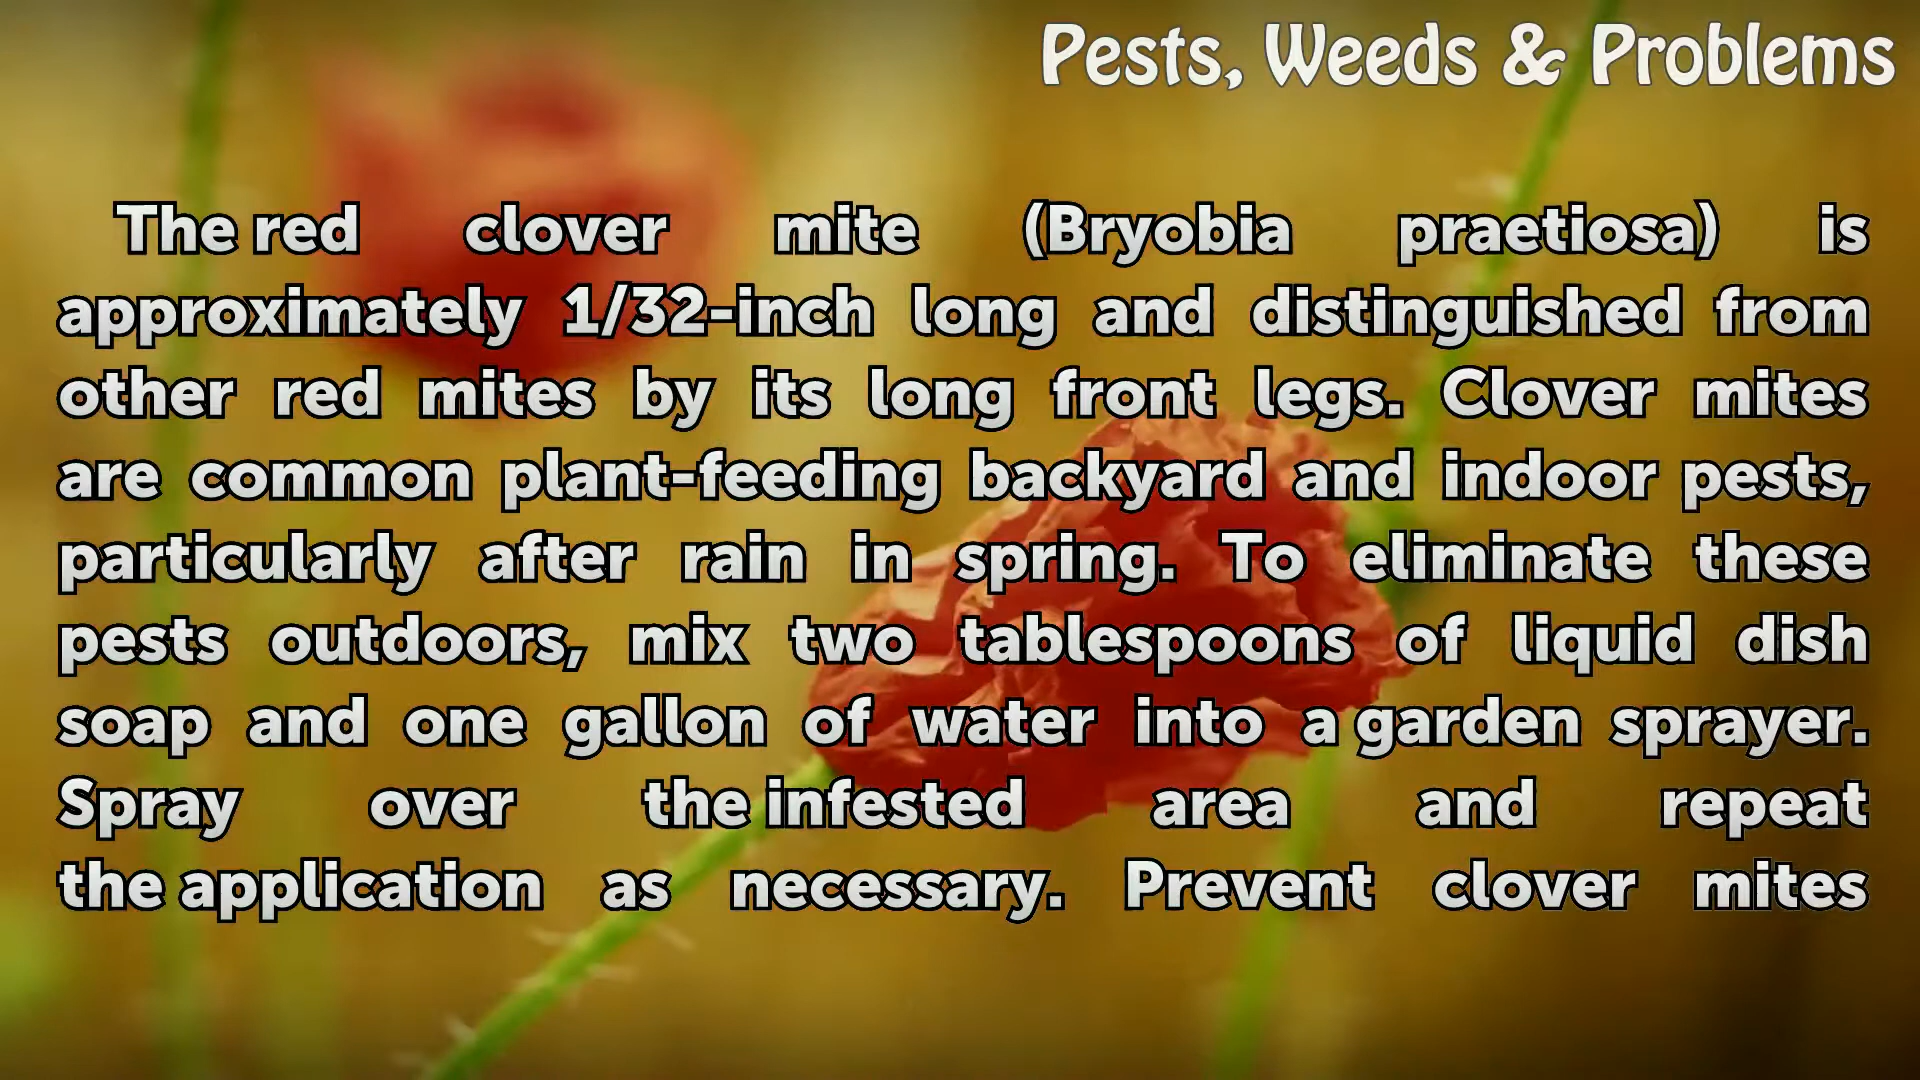 Pests, Weeds & Problems
The red clover mite (Bryobia praetiosa) is
approximately 1/32-inch long and distinguished from
other red mites by its long front legs. Clover mites
are common plant-feeding backyard and indoor pests,
particularly after rain in spring. To eliminate these
pests outdoors, mix two tablespoons of liquid dish
soap and one gallon of water into a garden sprayer.
Spray over the infested area and repeat
the application as necessary. Prevent clover mites